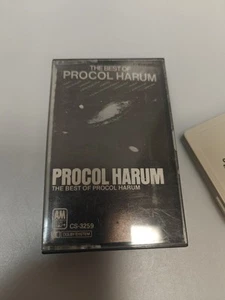 THE BEST OF
PROCOL HARUM
PROCOL HARUM
THE BEST OF PROCOL HARUM
A&M
CS-3259